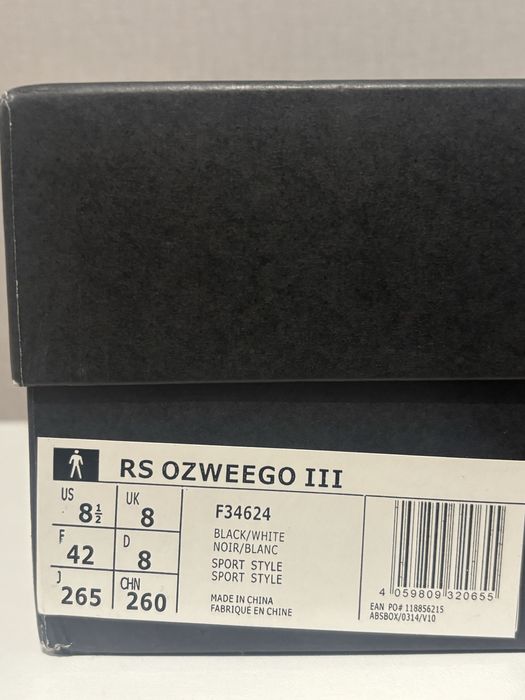 RS OZWEEGO III
US 8½ UK 8
F 42 D 8
J 265 CHN 260
F34624
BLACK/WHITE
NOIR/BLANC
SPORT STYLE
SPORT STYLE
MADE IN CHINA
FABRIQUÉ EN CHINE
4 059809 320655
EAN PO# 118856215
ABSBOX/0314/V10